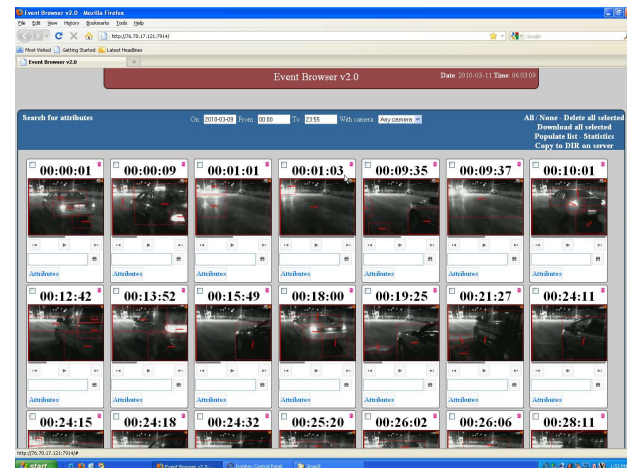 Event Browser v2.0 - Mozilla Firefox
File Edit View History Bookmarks Tools Help
http://76.70.17.121:7914/
Google
Most Visited Getting Started Latest Headlines
Event Browser v2.0
Event Browser v2.0
Date 2010-03-11 Time 06:03:09
Search for attributes
On 2010-03-09 From 00:00 To 23:55 With camera Any camera
All / None - Delete all selected
Download all selected
Populate list - Statistics
Copy to DIR on server
00:00:01 00:00:09 00:01:01 00:01:03 00:09:35 00:09:37 00:10:01
Attributes Attributes Attributes Attributes Attributes Attributes Attributes
00:12:42 00:13:52 00:15:49 00:18:00 00:19:25 00:21:27 00:24:11
Attributes Attributes Attributes Attributes Attributes Attributes Attributes
00:24:15 00:24:18 00:24:32 00:25:20 00:26:02 00:26:06 00:28:11
http://76.70.17.121:7914/#
start